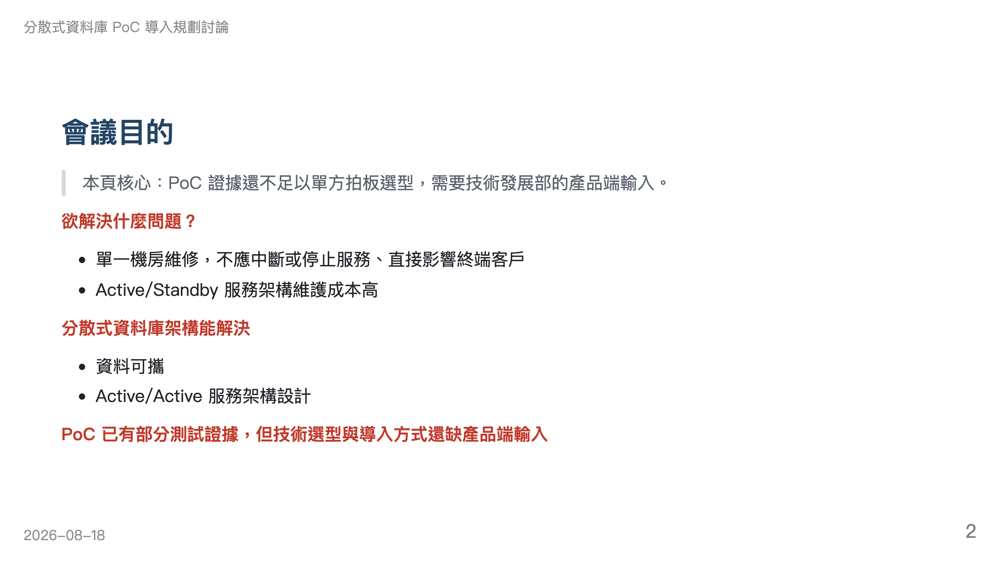 分散式資料庫 PoC 導入規劃討論
會議目的
本頁核心：PoC 證據還不足以單方拍板選型，需要技術發展部的產品端輸入。
欲解決什麼問題？
• 單一機房維修，不應中斷或停止服務、直接影響終端客戶
• Active/Standby 服務架構維護成本高
分散式資料庫架構能解決
• 資料可攜
• Active/Active 服務架構設計
PoC 已有部分測試證據，但技術選型與導入方式還缺產品端輸入
2026-08-18
2